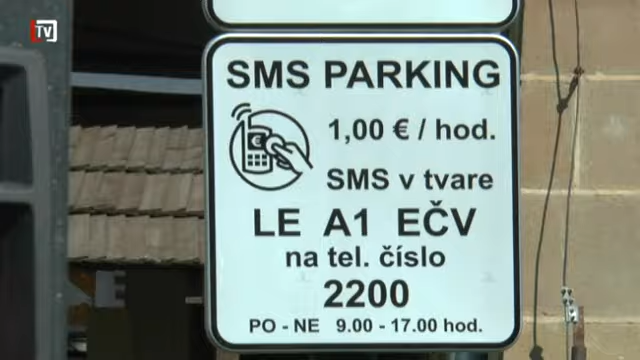 TV
SMS PARKING
1,00 € / hod.
SMS v tvare
LE A1 EČV
na tel. číslo
2200
PO - NE 9.00 - 17.00 hod.